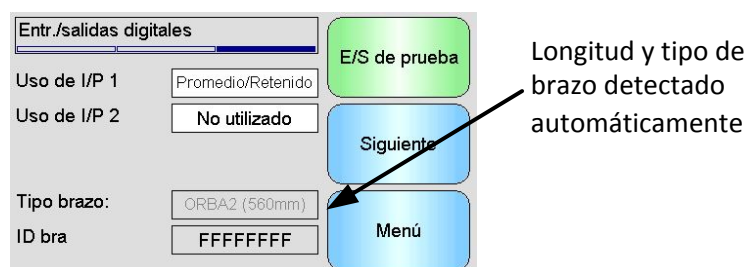 Entr./salidas digitales
E/S de prueba
Uso de I/P 1
Promedio/Retenido
Uso de I/P 2
No utilizado
Siguiente
Tipo brazo:
ORBA2 (560mm)
ID bra
FFFFFFFF
Menú
Longitud y tipo de
brazo detectado
automáticamente